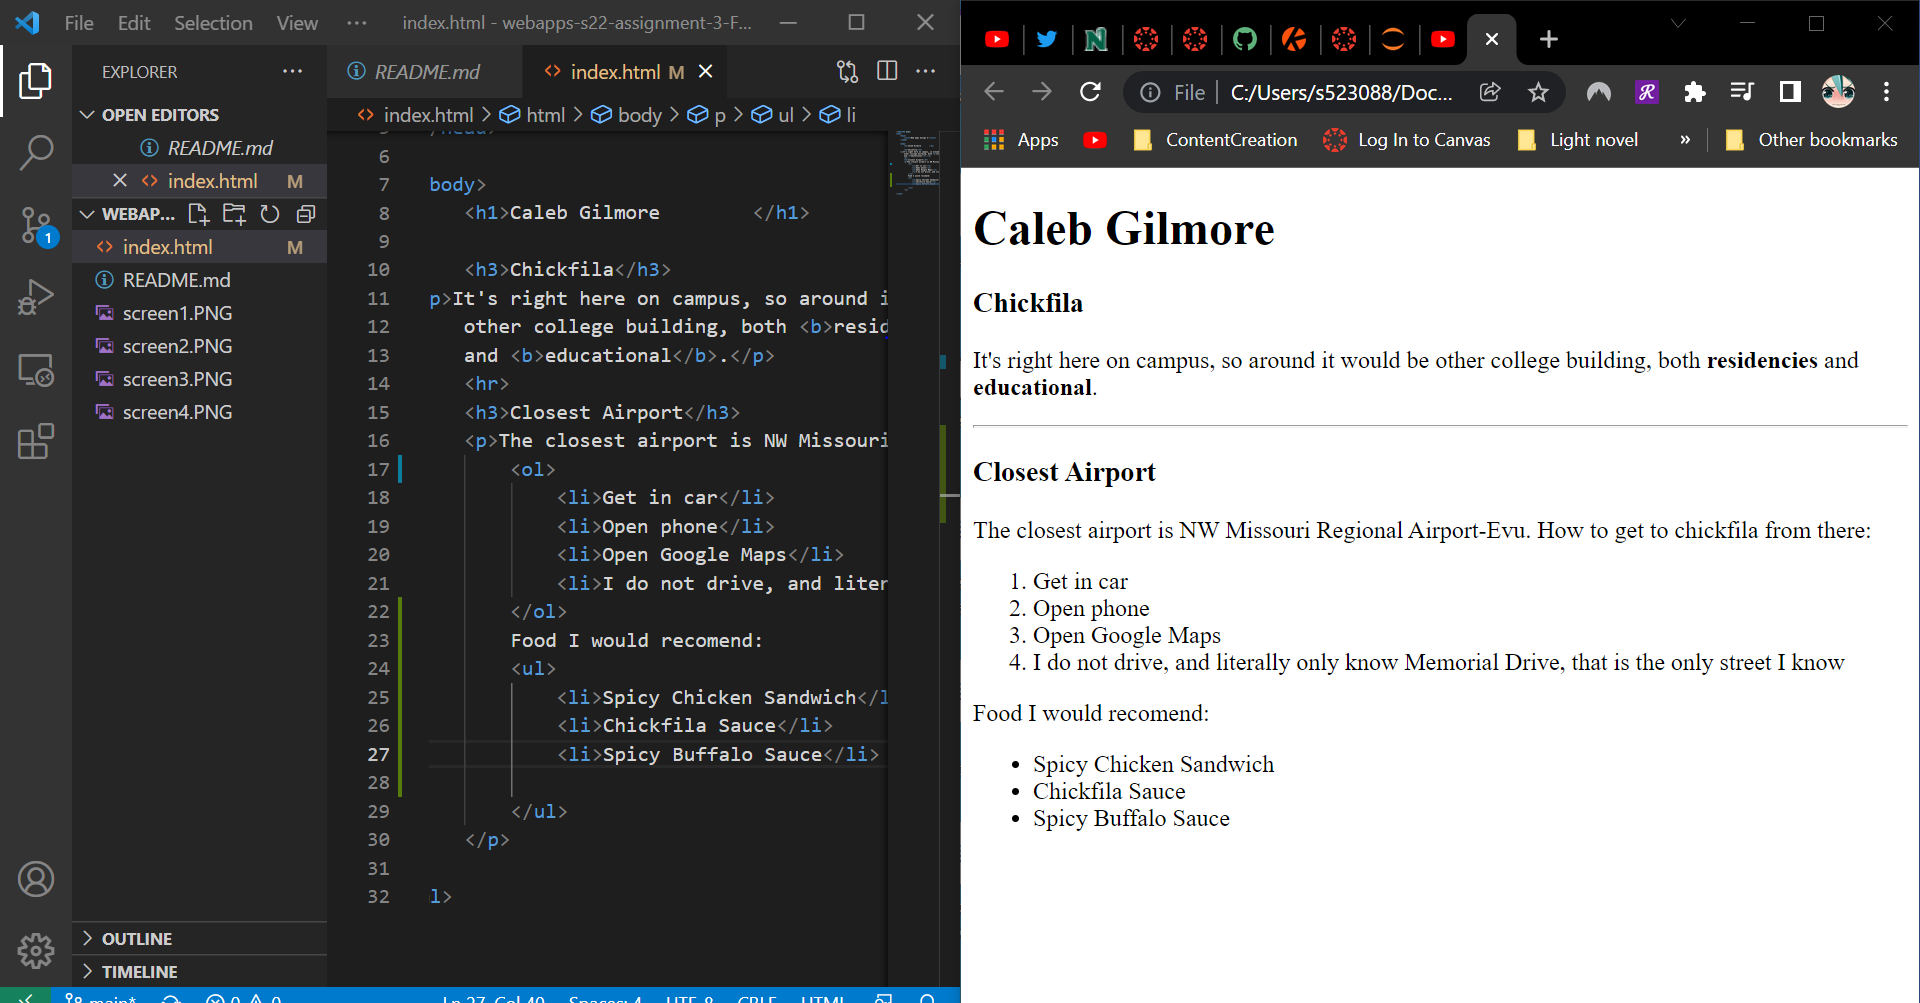 File Edit Selection View ··· index.html - webapps-s22-assignment-3-F...
EXPLORER
OPEN EDITORS
README.md
index.html M
WEBAP...
index.html M
README.md
screen1.PNG
screen2.PNG
screen3.PNG
screen4.PNG
OUTLINE
TIMELINE
README.md index.html M
index.html > html > body > p > ul > li
6
7 body>
8 <h1>Caleb Gilmore </h1>
9
10 <h3>Chickfila</h3>
11 p>It's right here on campus, so around i
12 other college building, both <b>resid
13 and <b>educational</b>.</p>
14 <hr>
15 <h3>Closest Airport</h3>
16 <p>The closest airport is NW Missouri
17 <ol>
18 <li>Get in car</li>
19 <li>Open phone</li>
20 <li>Open Google Maps</li>
21 <li>I do not drive, and liter
22 </ol>
23 Food I would recomend:
24 <ul>
25 <li>Spicy Chicken Sandwich</l
26 <li>Chickfila Sauce</li>
27 <li>Spicy Buffalo Sauce</li>
28
29 </ul>
30 </p>
31
32 l>
1
main* 0 0 Ln 27, Col 40 Spaces: 4 UTF-8 CRLF HTML
File C:/Users/s523088/Doc...
Apps ContentCreation Log In to Canvas Light novel » Other bookmarks
Caleb Gilmore
Chickfila
It's right here on campus, so around it would be other college building, both residencies and
educational.
Closest Airport
The closest airport is NW Missouri Regional Airport-Evu. How to get to chickfila from there:
1. Get in car
2. Open phone
3. Open Google Maps
4. I do not drive, and literally only know Memorial Drive, that is the only street I know
Food I would recomend:
• Spicy Chicken Sandwich
• Chickfila Sauce
• Spicy Buffalo Sauce